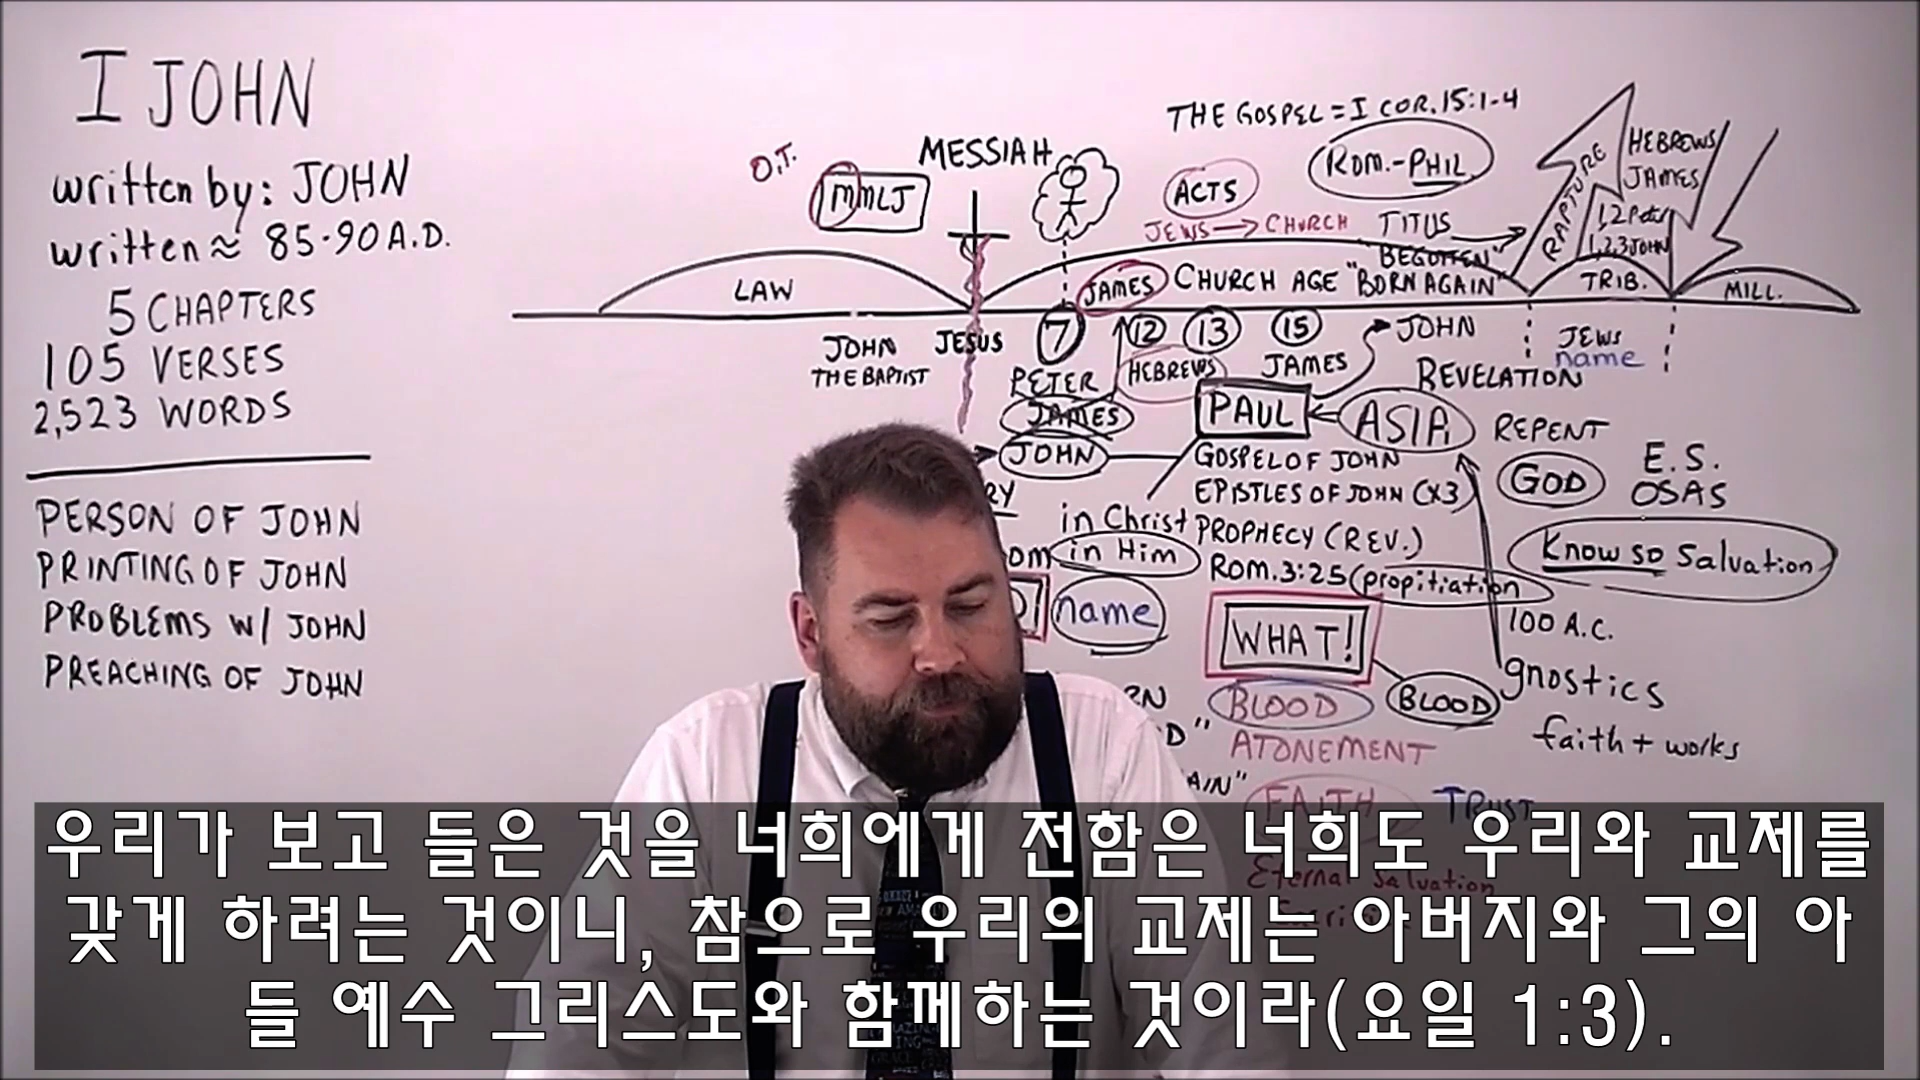 I JOHN
written by: JOHN
written ≈ 85-90 A.D.
5 CHAPTERS
105 VERSES
2,523 WORDS
PERSON OF JOHN
PRINTING OF JOHN
PROBLEMS W/ JOHN
PREACHING OF JOHN
THE GOSPEL = I COR. 15:1-4
O.T.
MESSIAH
MMLJ
ACTS
ROM.-PHIL
JEWS → CHURCH
TITUS
BEGOTTEN"
RAPTURE
HEBREWS
JAMES
1,2 Peter
1,2,3 JOHN
LAW
JAMES
CHURCH AGE "BORN AGAIN"
TRIB.
MILL.
JOHN
THE BAPTIST
JESUS
7
12
13
15
JOHN
JEWS
name
PETER
HEBREWS
JAMES
REVELATION
JAMES
PAUL
ASIA
REPENT
JOHN
GOSPEL OF JOHN
EPISTLES OF JOHN (X3)
GOD
E.S.
OSAS
RY
in Christ
PROPHECY (REV.)
om in Him
Rom. 3:25 propitiation
Know so Salvation
name
WHAT!
100 A.C.
gnostics
BLOOD
BLOOD
RN
D"
ATONEMENT
faith + works
AIN"
FAITH
TRUST
Eternal Salvation
우리가 보고 들은 것을 너희에게 전함은 너희도 우리와 교제를
갖게 하려는 것이니, 참으로 우리의 교제는 아버지와 그의 아
들 예수 그리스도와 함께하는 것이라(요일 1:3).